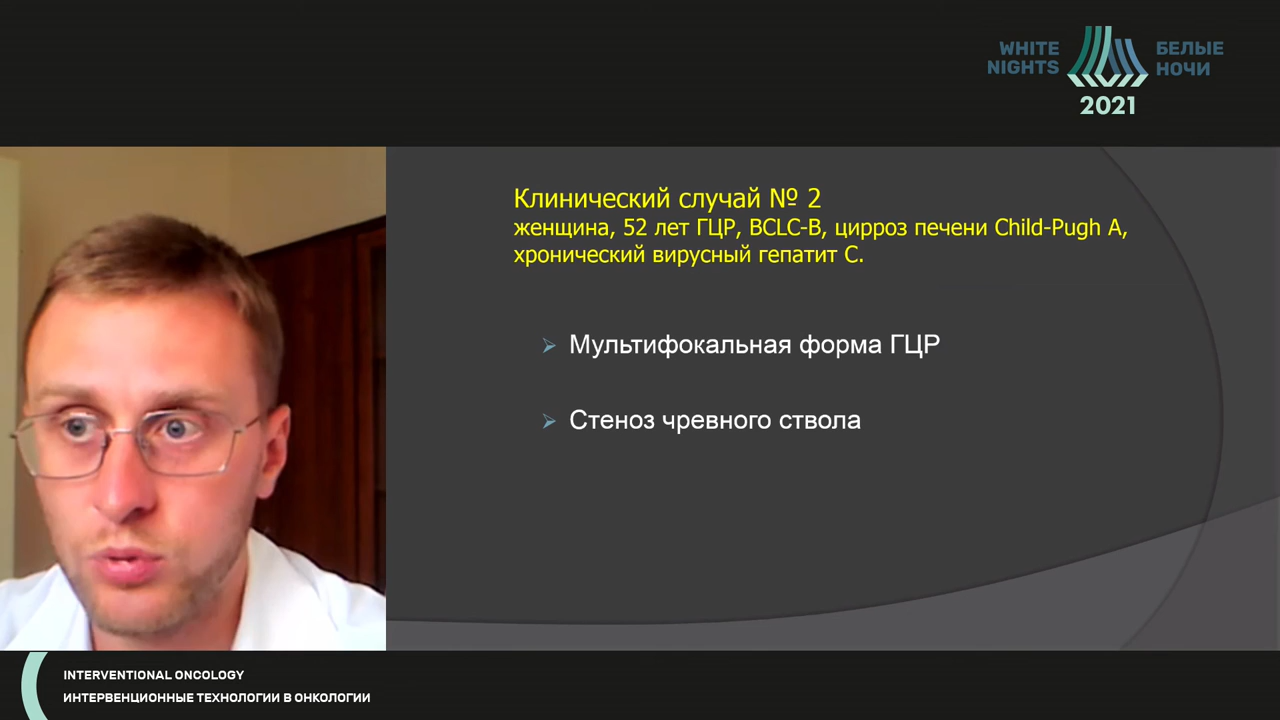 WHITE NIGHTS
БЕЛЫЕ НОЧИ
2021
Клинический случай № 2
женщина, 52 лет ГЦР, BCLC-B, цирроз печени Child-Pugh A,
хронический вирусный гепатит С.
Мультифокальная форма ГЦР
Стеноз чревного ствола
INTERVENTIONAL ONCOLOGY
ИНТЕРВЕНЦИОННЫЕ ТЕХНОЛОГИИ В ОНКОЛОГИИ